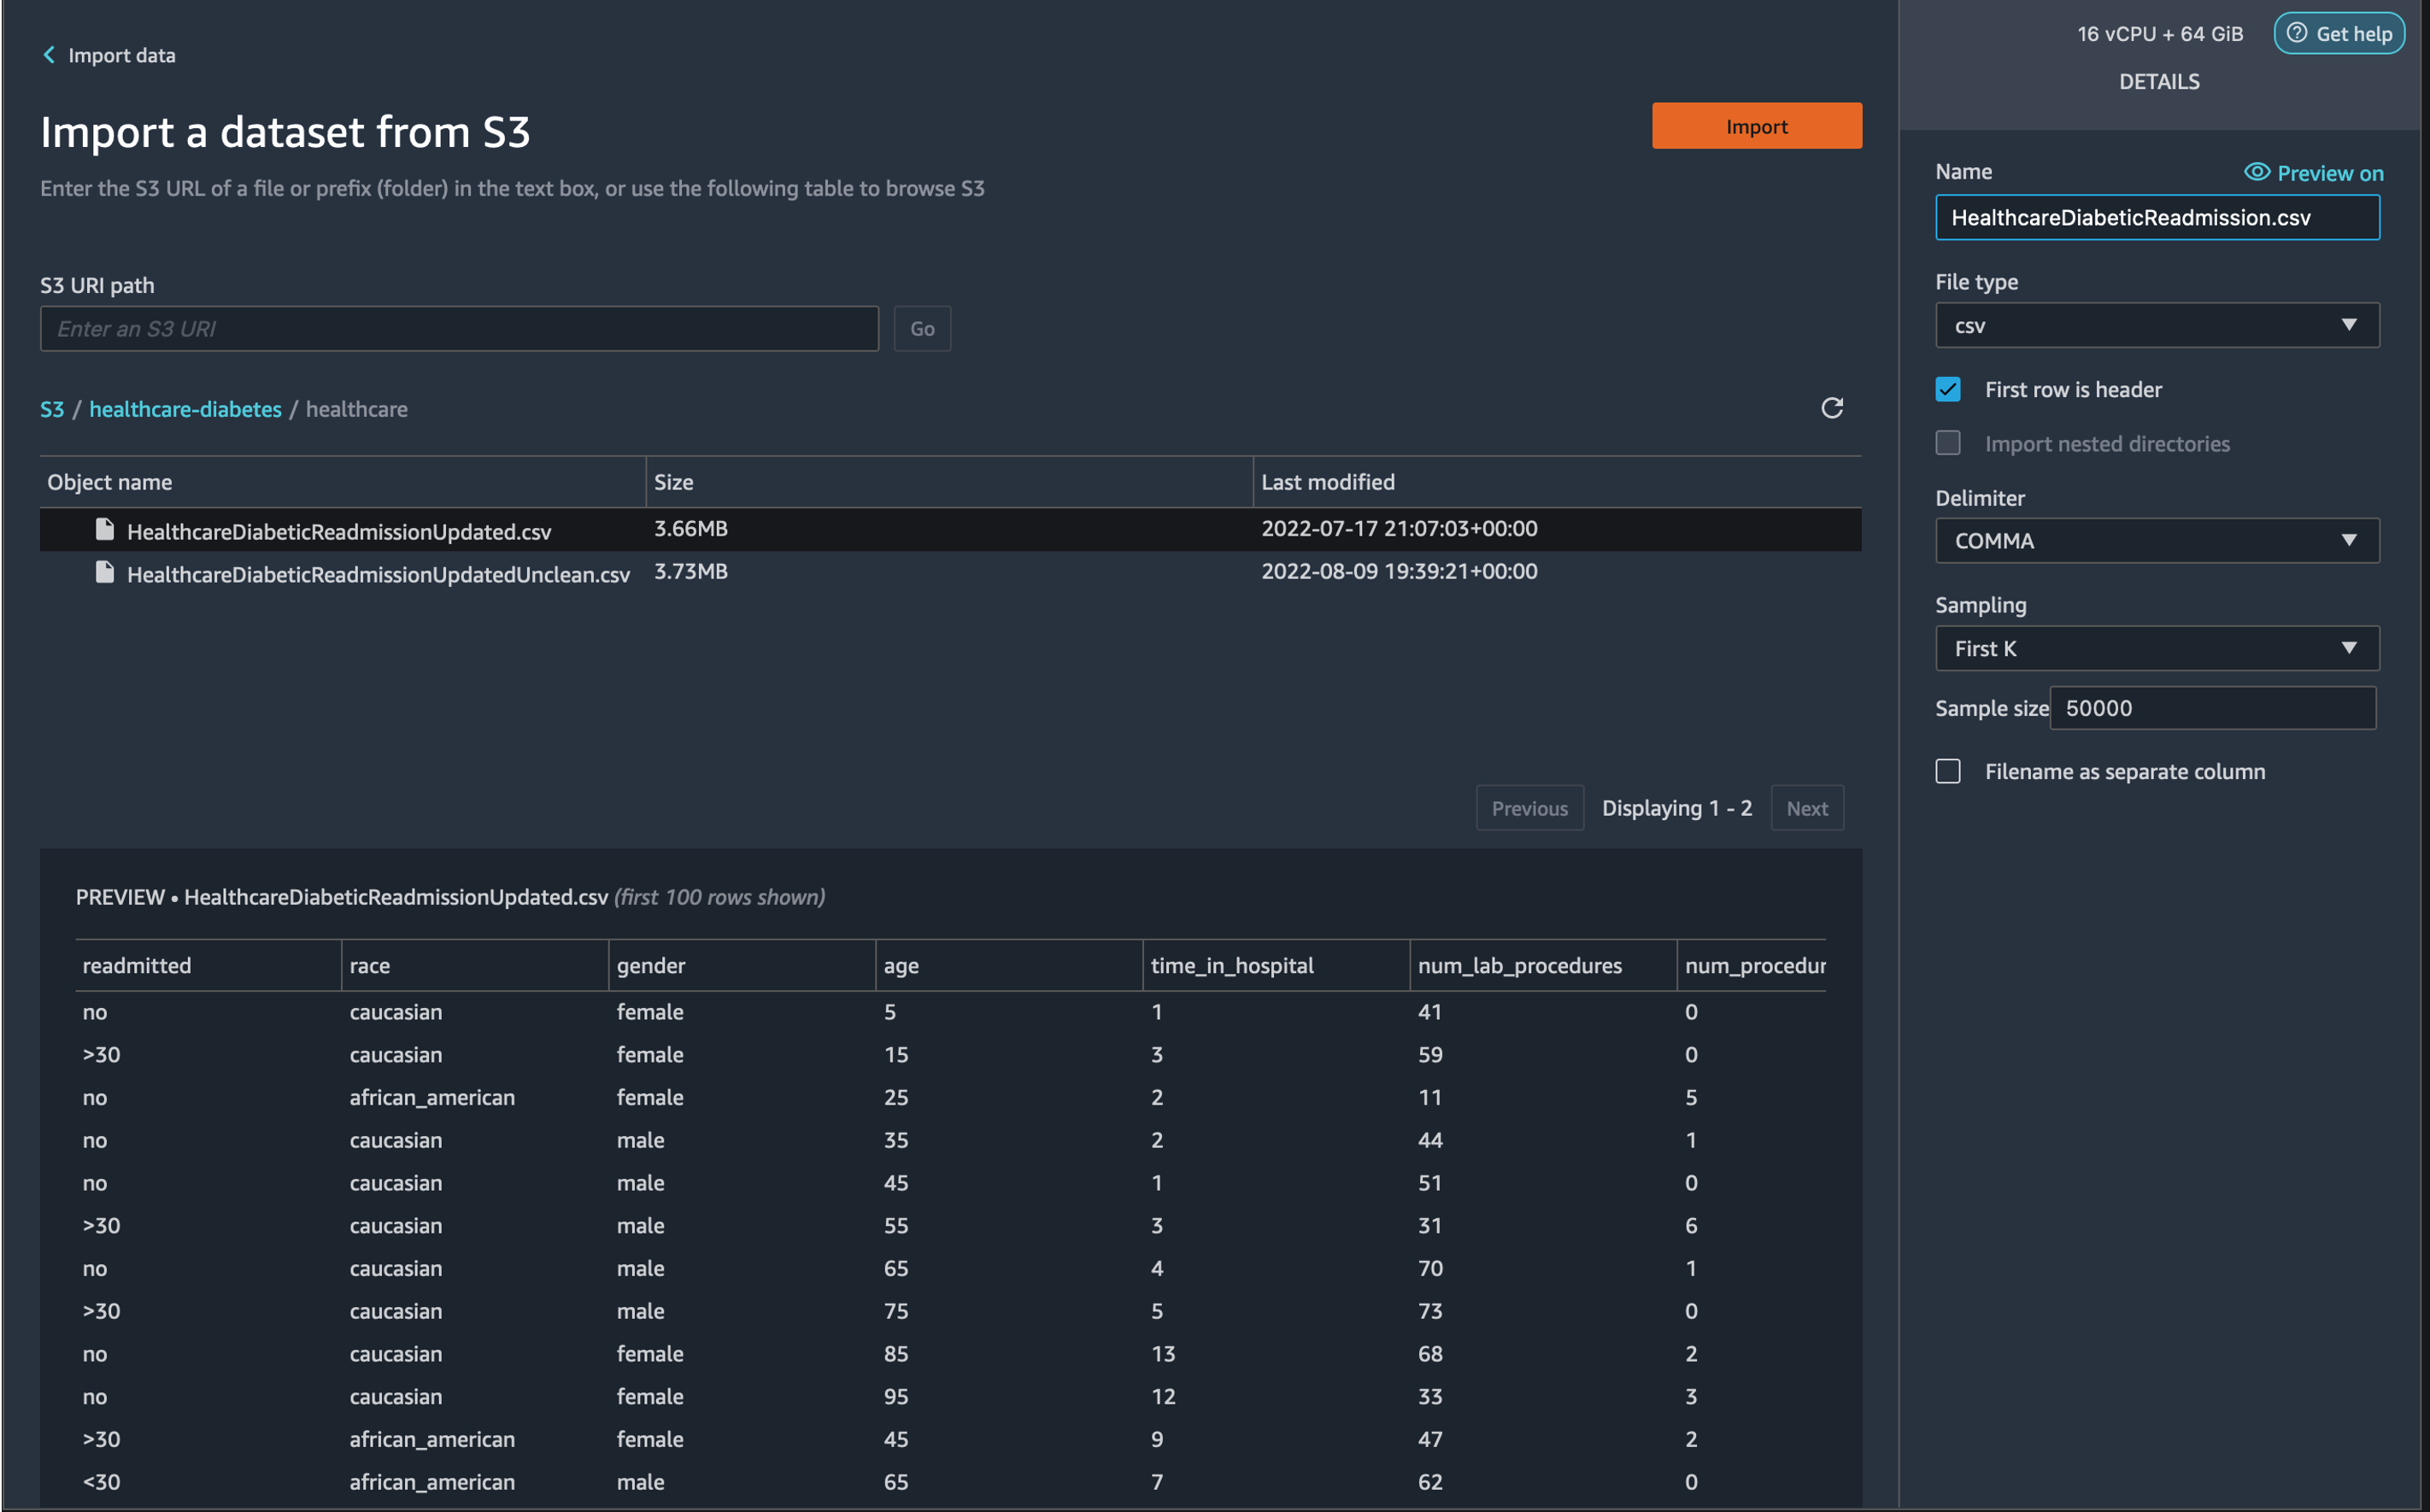 Import data
Import a dataset from S3
Import
Enter the S3 URL of a file or prefix (folder) in the text box, or use the following table to browse S3
S3 URI path
Enter an S3 URI
Go
S3 / healthcare-diabetes / healthcare
Object name Size Last modified
HealthcareDiabeticReadmissionUpdated.csv 3.66MB 2022-07-17 21:07:03+00:00
HealthcareDiabeticReadmissionUpdatedUnclean.csv 3.73MB 2022-08-09 19:39:21+00:00
Previous Displaying 1 - 2 Next
PREVIEW • HealthcareDiabeticReadmissionUpdated.csv (first 100 rows shown)
readmitted race gender age time_in_hospital num_lab_procedures num_procedur
no caucasian female 5 1 41 0
>30 caucasian female 15 3 59 0
no african_american female 25 2 11 5
no caucasian male 35 2 44 1
no caucasian male 45 1 51 0
>30 caucasian male 55 3 31 6
no caucasian male 65 4 70 1
>30 caucasian male 75 5 73 0
no caucasian female 85 13 68 2
no caucasian female 95 12 33 3
>30 african_american female 45 9 47 2
<30 african_american male 65 7 62 0
16 vCPU + 64 GiB
Get help
DETAILS
Name
Preview on
HealthcareDiabeticReadmission.csv
File type
csv
First row is header
Import nested directories
Delimiter
COMMA
Sampling
First K
Sample size 50000
Filename as separate column